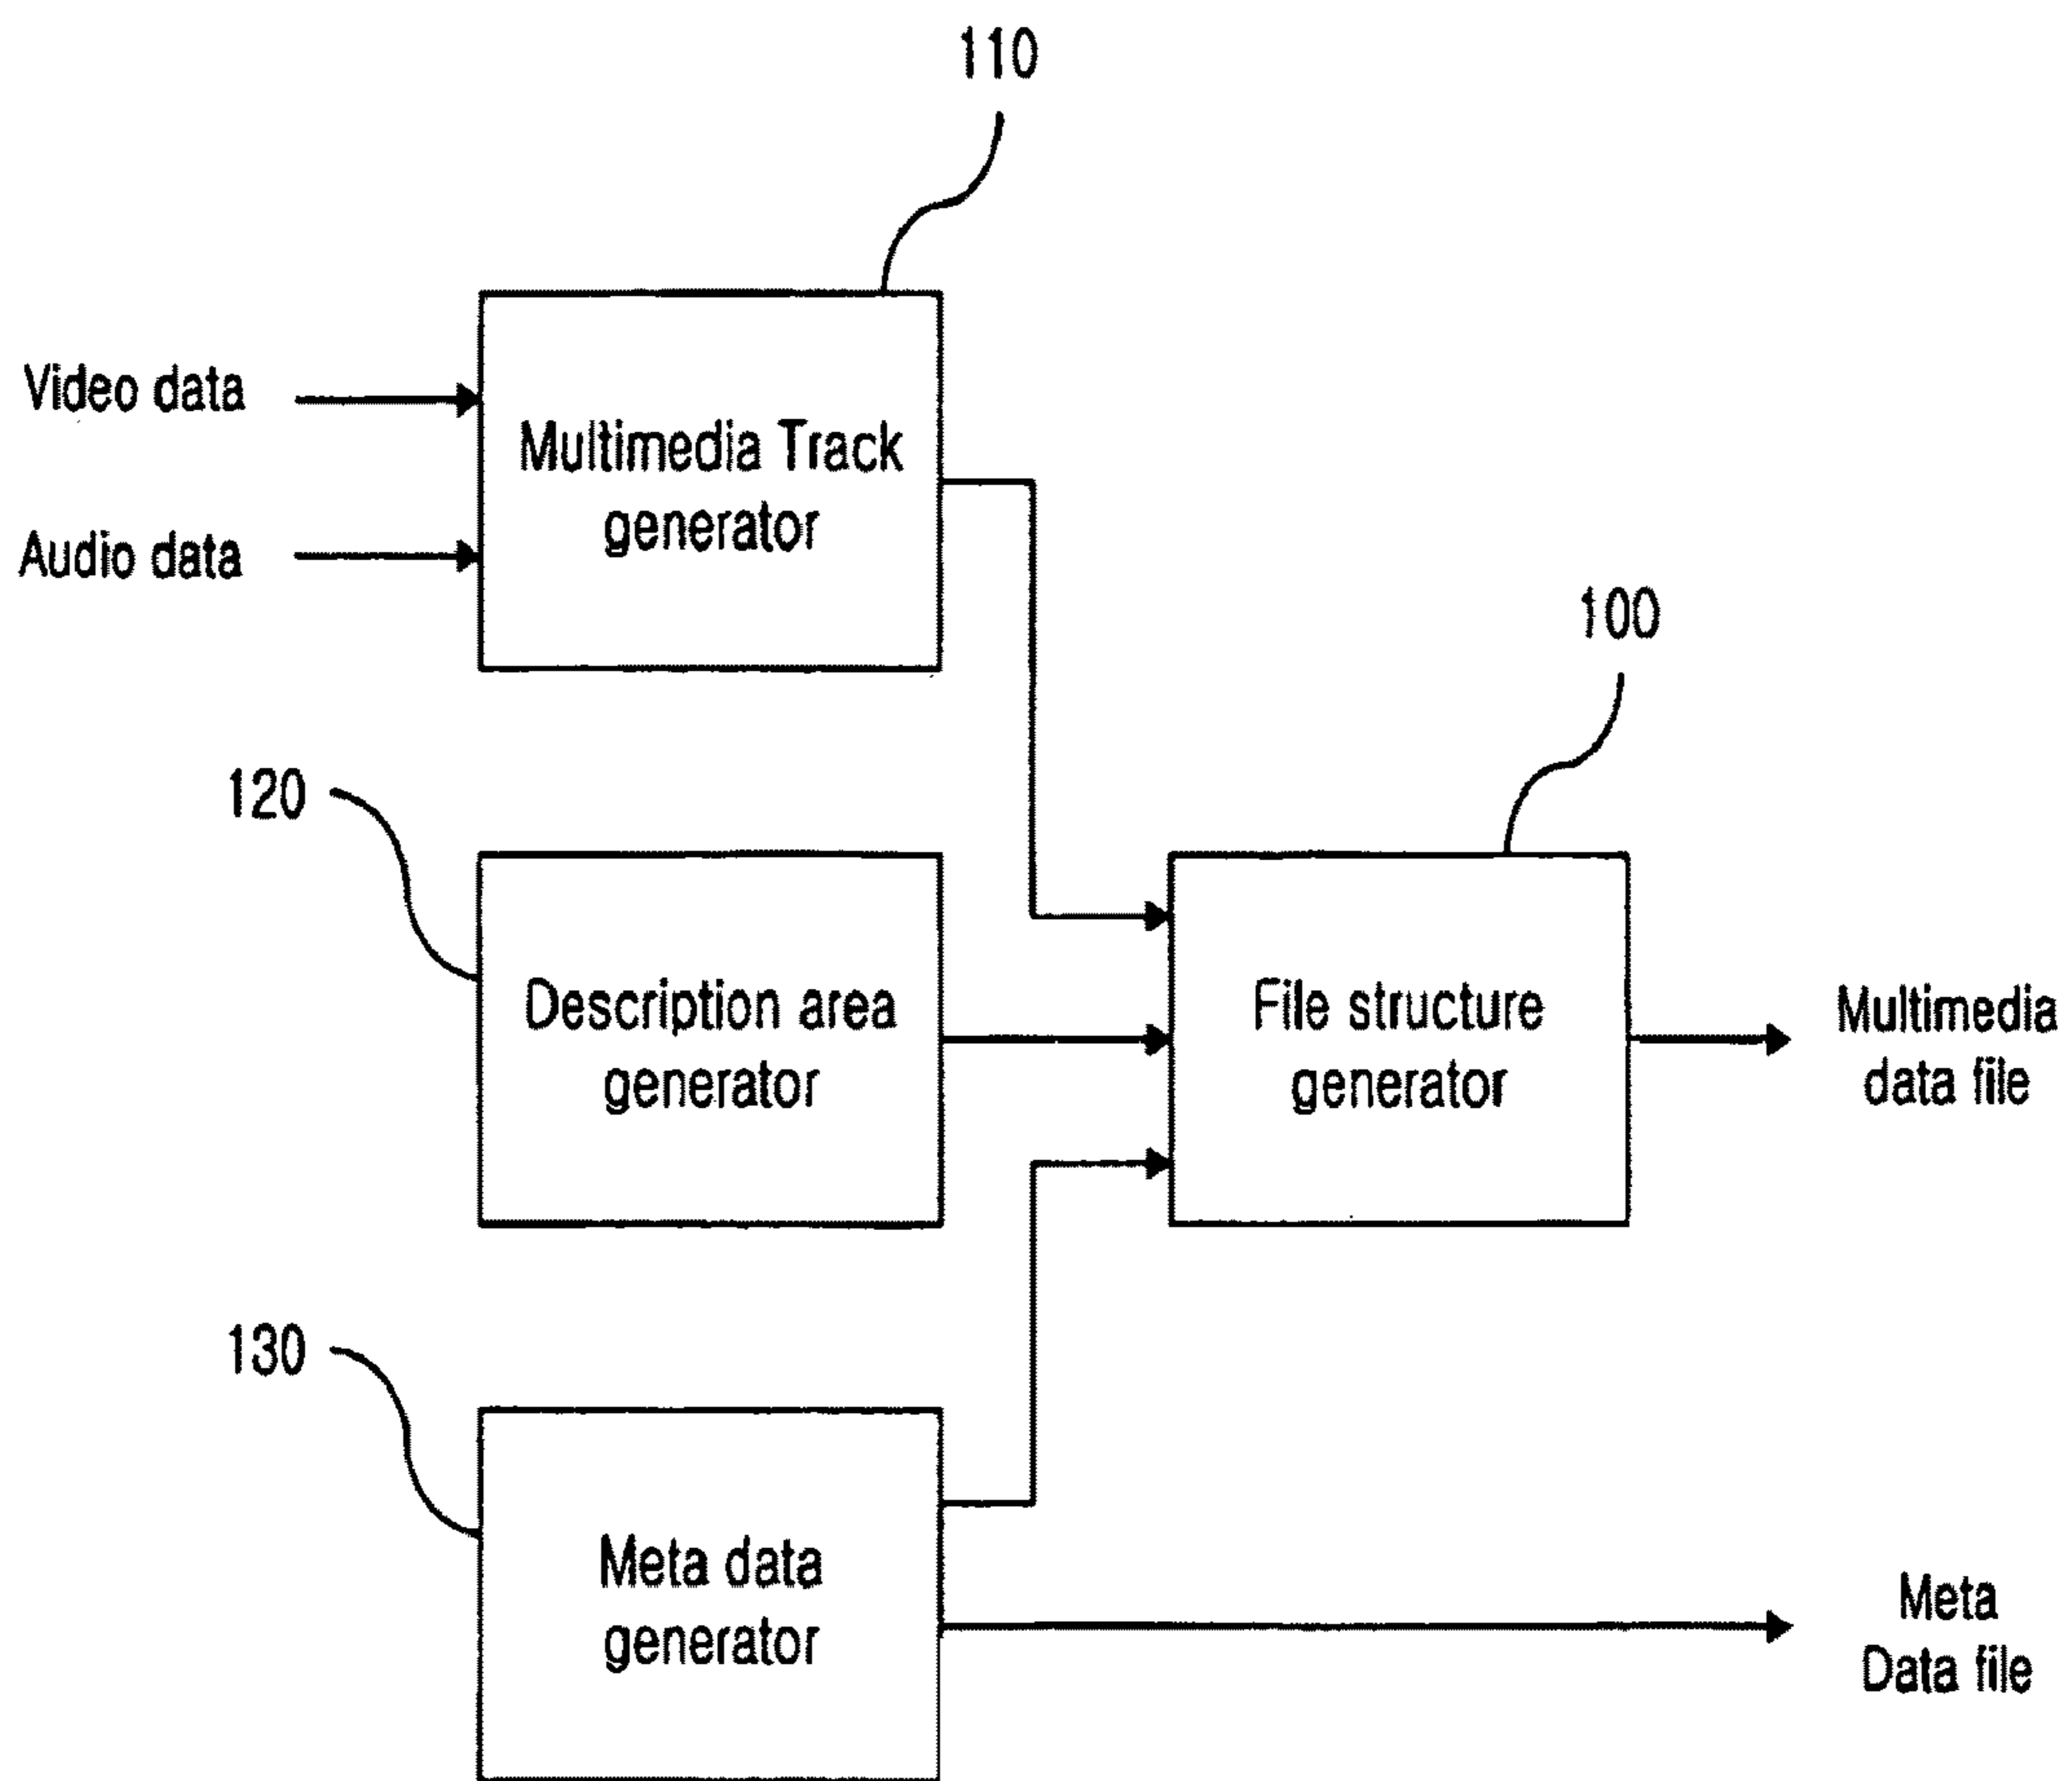 110
Video data
Audio data
Multimedia Track
generator
100
120
Description area
generator
File structure
generator
Multimedia
data file
130
Meta data
generator
Meta
Data file